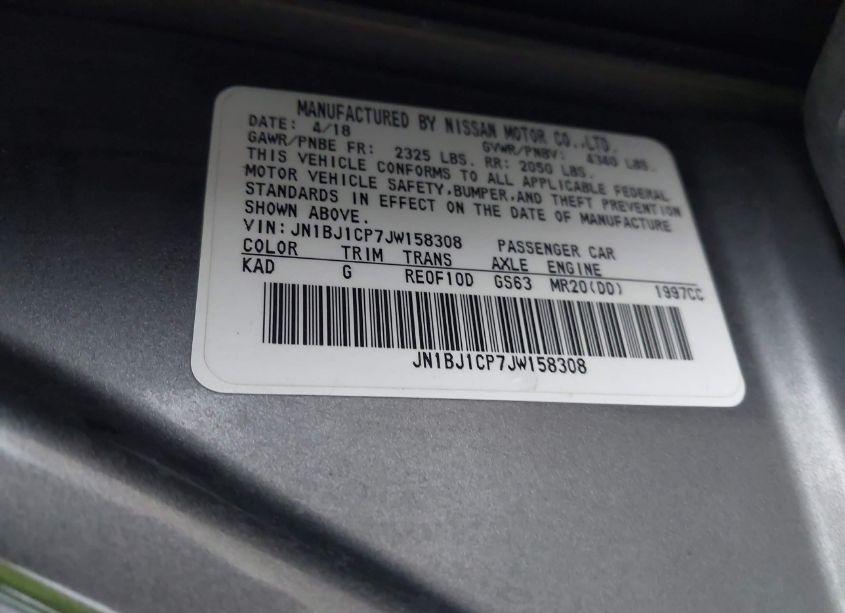 MANUFACTURED BY NISSAN MOTOR CO.,LTD.
DATE: 4/18 GVWR/PNBV: 4340 LBS.
GAWR/PNBE FR: 2325 LBS. RR: 2050 LBS.
THIS VEHICLE CONFORMS TO ALL APPLICABLE FEDERAL
MOTOR VEHICLE SAFETY,BUMPER,AND THEFT PREVENTION
STANDARDS IN EFFECT ON THE DATE OF MANUFACTURE
SHOWN ABOVE.
VIN:JN1BJ1CP7JW158308 PASSENGER CAR
COLOR TRIM TRANS AXLE ENGINE
KAD G RE0F10D GS63 MR20(DD) 1997CC
JN1BJ1CP7JW158308